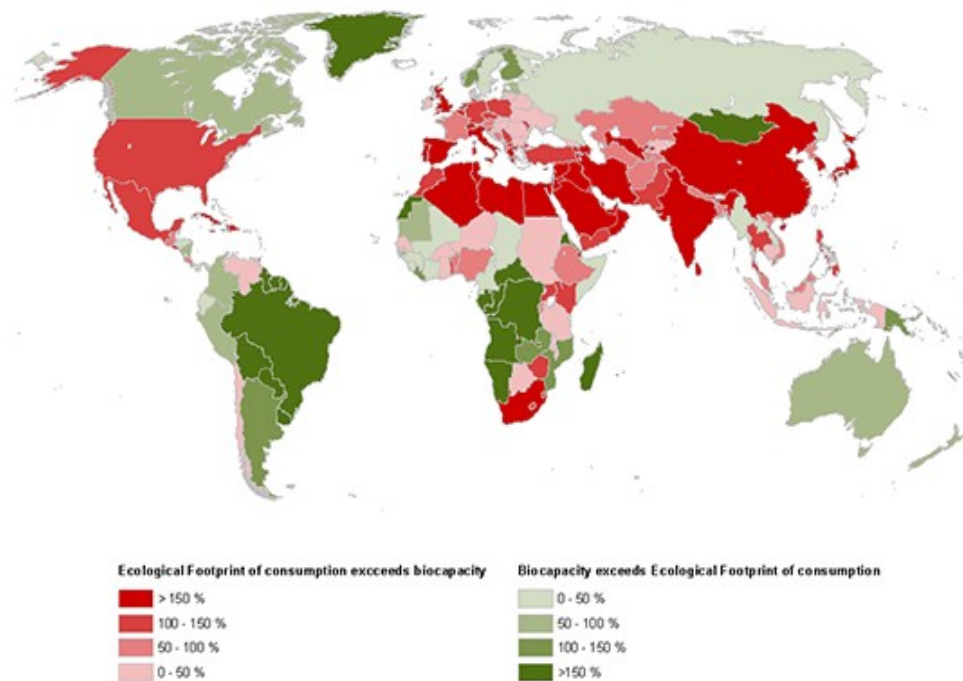 Ecological Footprint of consumption excceeds biocapacity
> 150 %
100 - 150 %
50 - 100 %
0 - 50 %
Biocapacity exceeds Ecological Footprint of consumption
0 - 50 %
50 - 100 %
100 - 150 %
>150 %